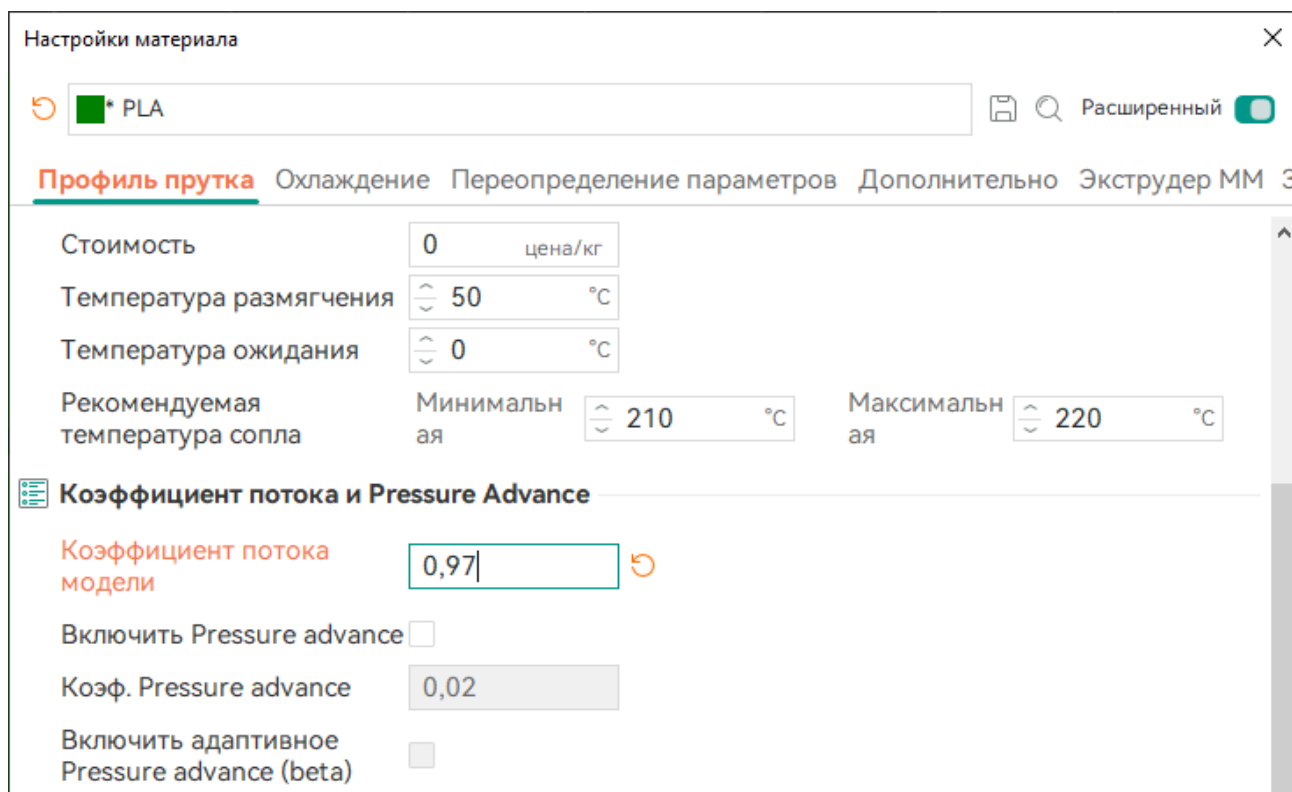 Настройки материала
* PLA
Расширенный
Профиль прутка Охлаждение Переопределение параметров Дополнительно Экструдер ММ
Стоимость 0 цена/кг
Температура размягчения 50 °C
Температура ожидания 0 °C
Рекомендуемая температура сопла
Минимальн
ая
210 °C
Максимальн
ая
220 °C
Коэффициент потока и Pressure Advance
Коэффициент потока
модели
0,97
Включить Pressure advance
Коэф. Pressure advance 0,02
Включить адаптивное
Pressure advance (beta)